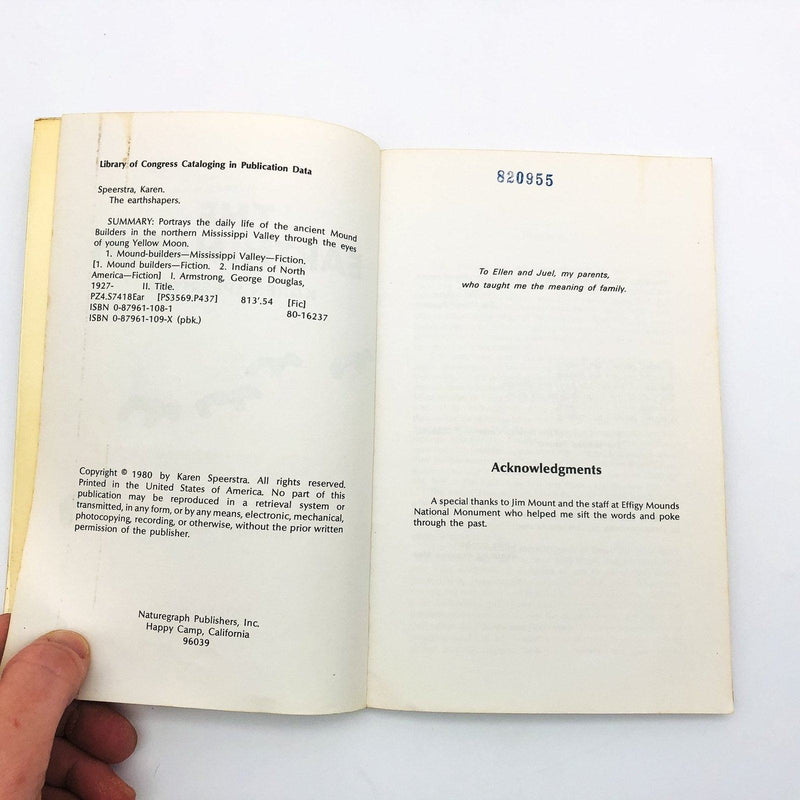 Library of Congress Cataloging in Publication Data
Speerstra, Karen.
The earthshapers.
SUMMARY: Portrays the daily life of the ancient Mound
Builders in the northern Mississippi Valley through the eyes
of young Yellow Moon.
1. Mound-builders—Mississippi Valley—Fiction.
[1. Mound builders—Fiction. 2. Indians of North
America—Fiction] I. Armstrong, George Douglas,
1927- II. Title.
PZ4.S7418Ear [PS3569.P437] 813'.54 [Fic]
ISBN 0-87961-108-1 80-16237
ISBN 0-87961-109-X (pbk.)
Copyright © 1980 by Karen Speerstra. All rights reserved.
Printed in the United States of America. No part of this
publication may be reproduced in a retrieval system or
transmitted, in any form, or by any means, electronic, mechanical,
photocopying, recording, or otherwise, without the prior written
permission of the publisher.
Naturegraph Publishers, Inc.
Happy Camp, California
96039
820955
To Ellen and Juel, my parents,
who taught me the meaning of family.
Acknowledgments
A special thanks to Jim Mount and the staff at Effigy Mounds
National Monument who helped me sift the words and poke
through the past.